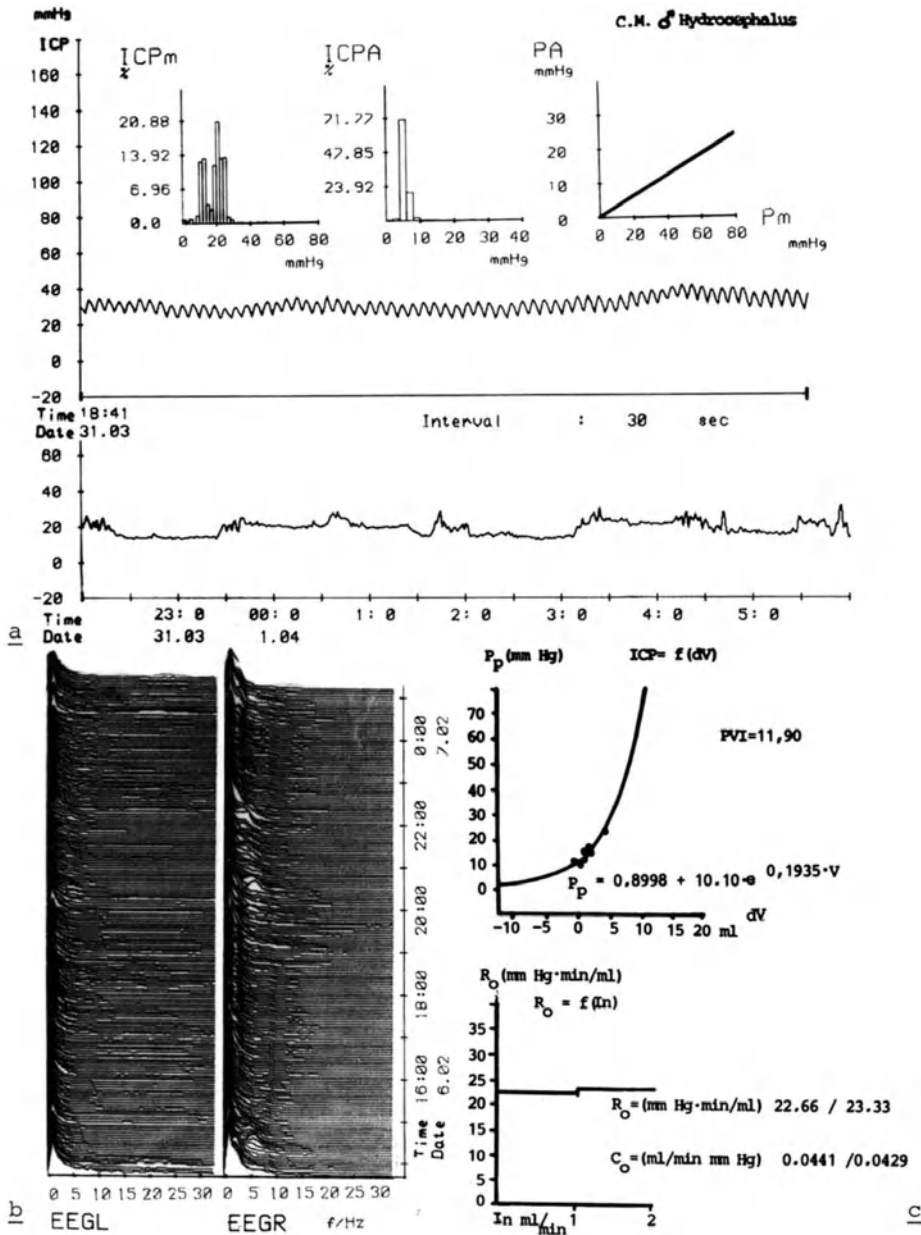 mmHg
C.M. ♂ Hydrocephalus
ICP
160
140
120
100
80
60
40
20
0
-20
ICPm
%
20.88
13.92
6.96
0.0
0 20 40 60 80
mmHg
ICPA
%
71.77
47.85
23.92
0 10 20 30 40
mmHg
PA
mmHg
30
20
10
0
0 20 40 60 80
Pm
mmHg
Time 18:41
Date 31.03
Interval : 30 sec
60
40
20
0
-20
Time 23: 0 00: 0 1: 0 2: 0 3: 0 4: 0 5: 0
Date 31.03 1.04
a
0:00
22:00
20:00
18:00
16:00
7.02
6.02
Time
Date
0 5 10 15 20 25 30
0 5 10 15 20 25 30
b EEGL EEGR f/Hz
Pp (mm Hg) ICP= f(dV)
70
60
50
40
30
20
10
0
PVI=11,90
Pp = 0.8998 + 10.10·e 0,1935·V
-10 -5 0 5 10 15 20
ml dV
Ro (mm Hg·min/ml)
Ro = f(In)
35
30
25
20
15
10
5
0
Ro=(mm Hg·min/ml) 22.66 / 23.33
Co=(ml/min mm Hg) 0.0441 /0.0429
In ml/min 1 2
c